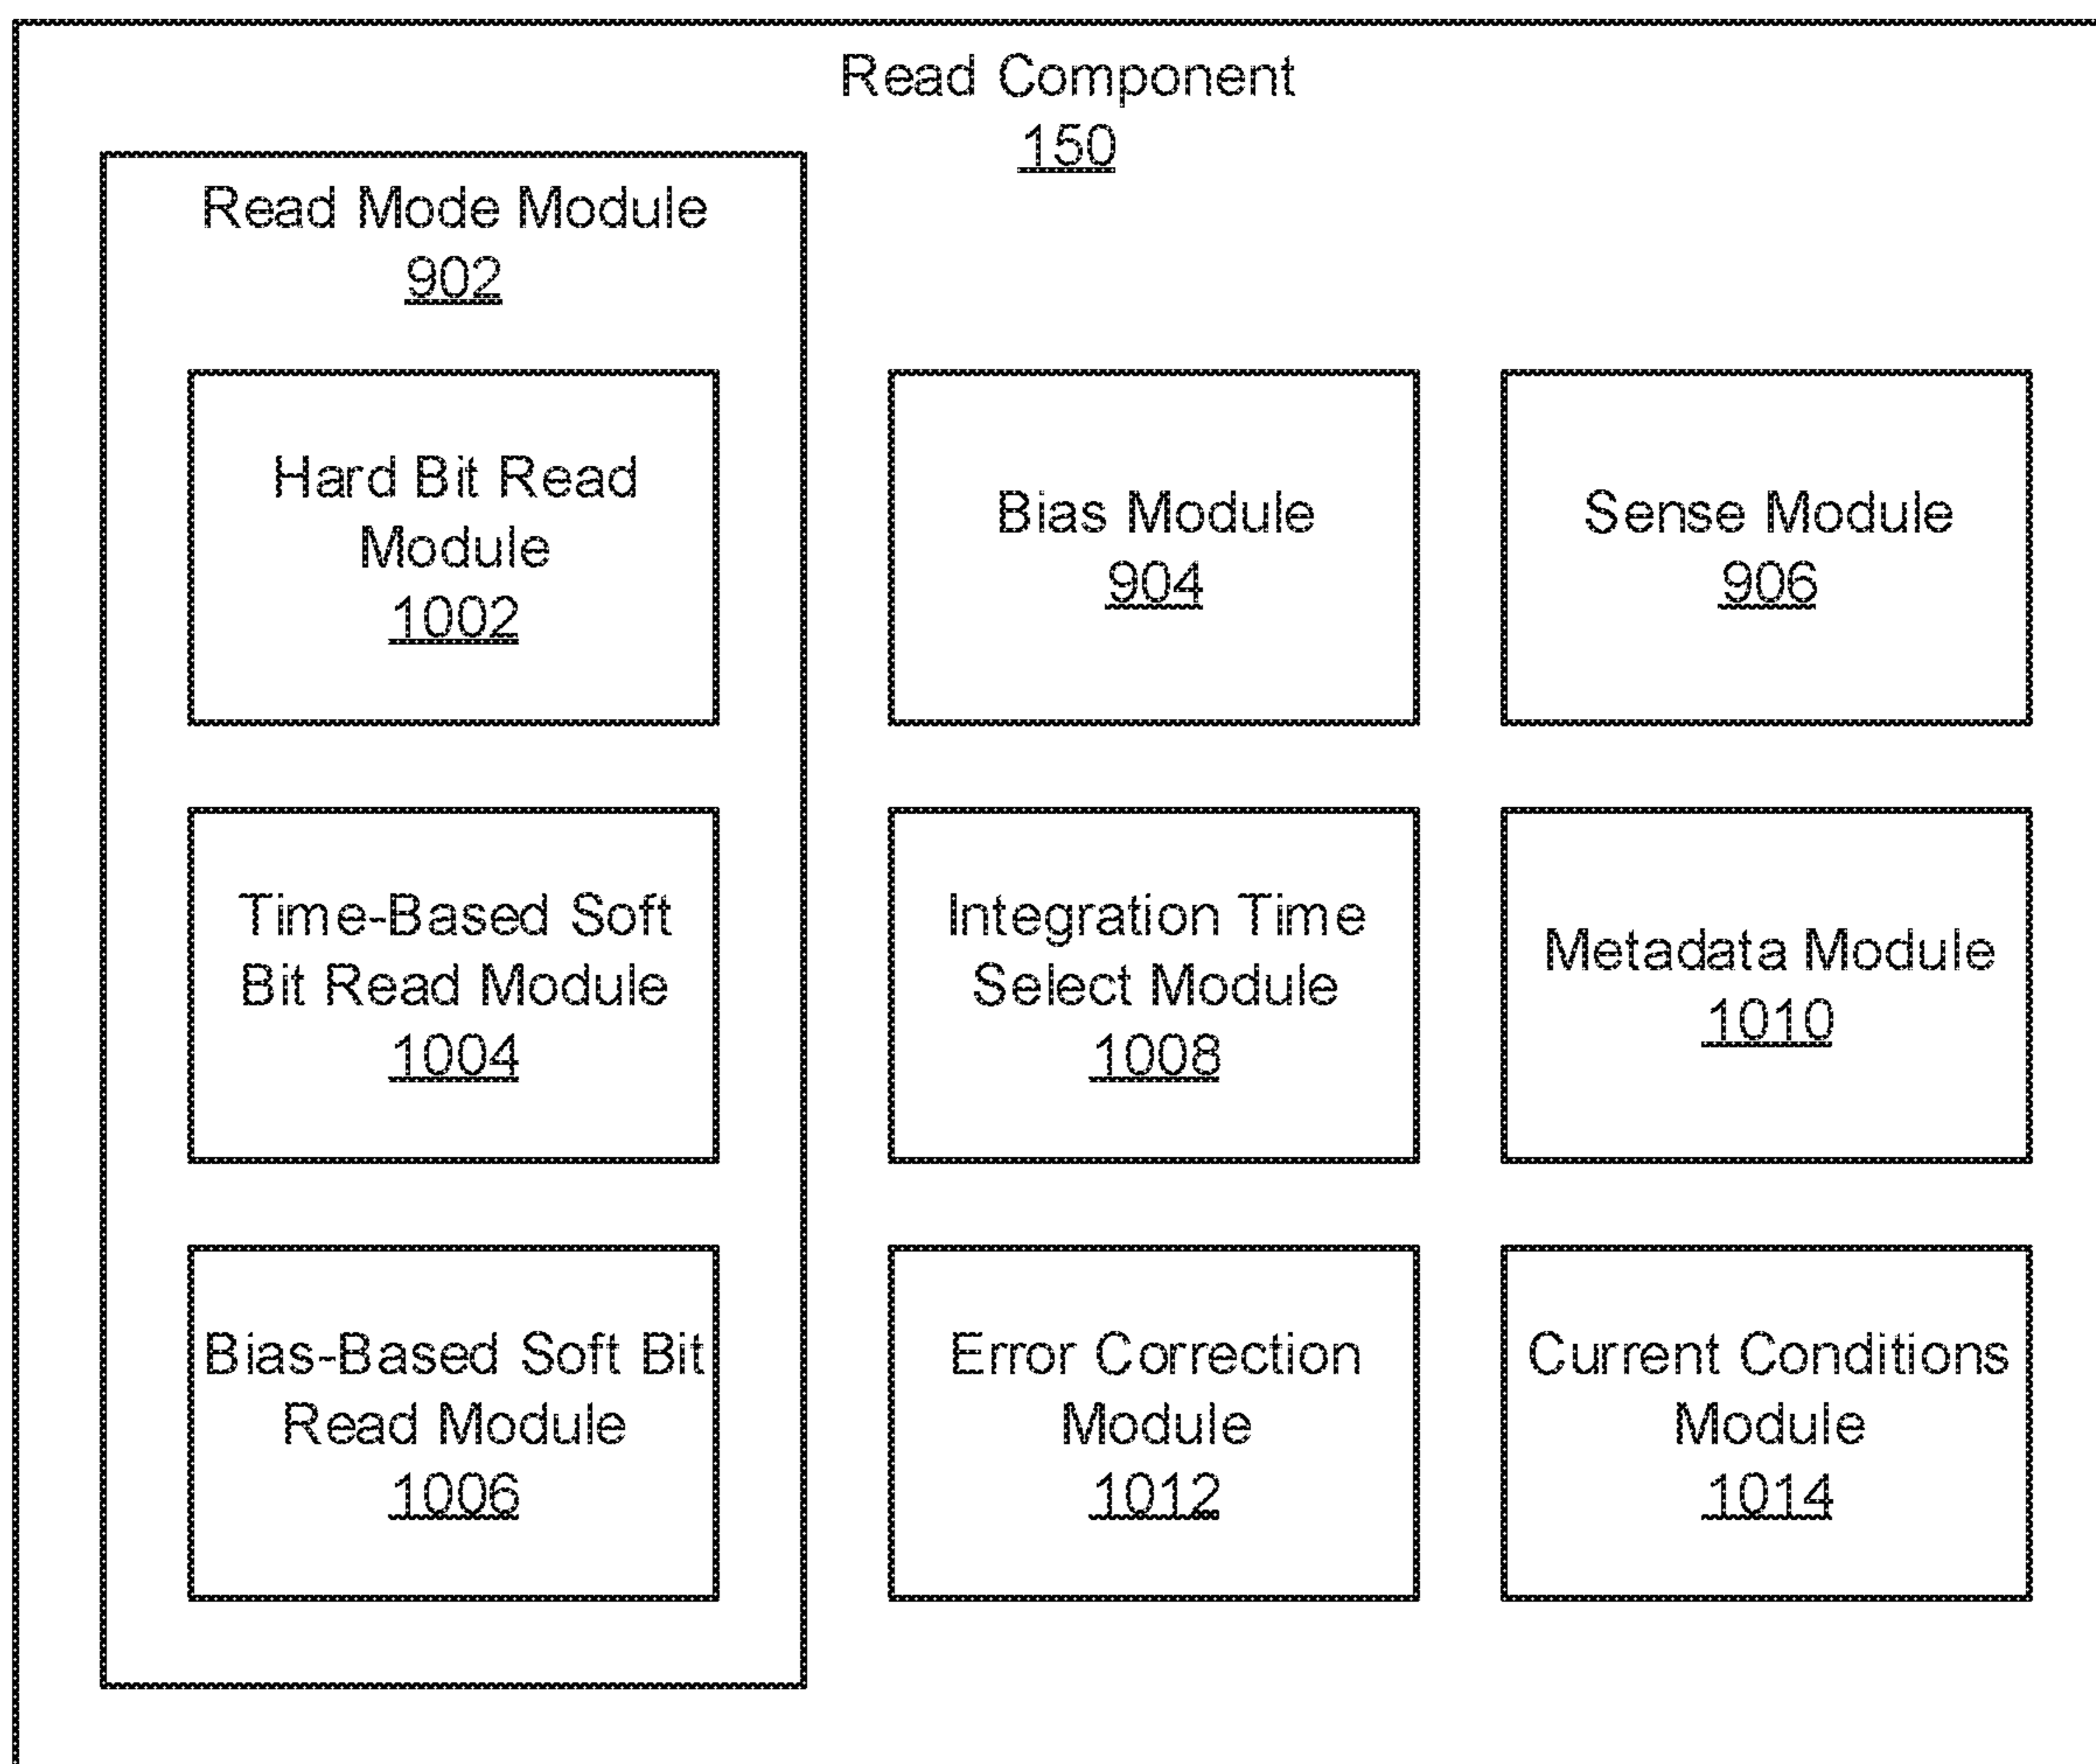 Read Component
150
Read Mode Module
902
Hard Bit Read
Module
1002
Bias Module
904
Sense Module
906
Time-Based Soft
Bit Read Module
1004
Integration Time
Select Module
1008
Metadata Module
1010
Bias-Based Soft Bit
Read Module
1006
Error Correction
Module
1012
Current Conditions
Module
1014